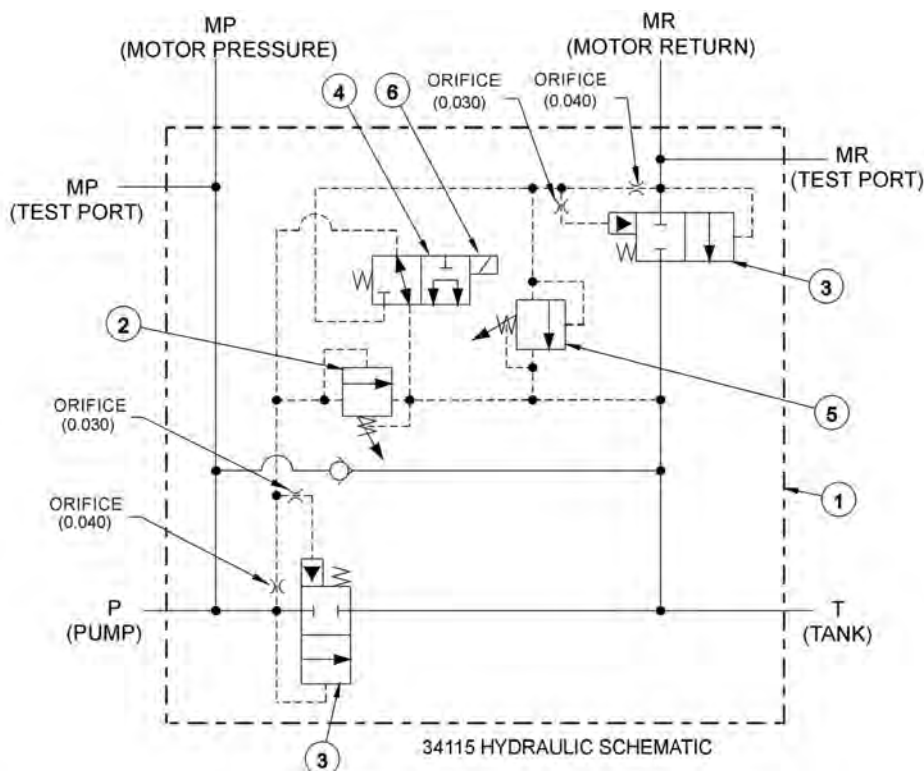 MP
(MOTOR PRESSURE)
MR
(MOTOR RETURN)
4
6
ORIFICE
(0.030)
ORIFICE
(0.040)
MP
(TEST PORT)
MR
(TEST PORT)
3
2
5
ORIFICE
(0.030)
1
ORIFICE
(0.040)
P
(PUMP)
T
(TANK)
3
34115 HYDRAULIC SCHEMATIC